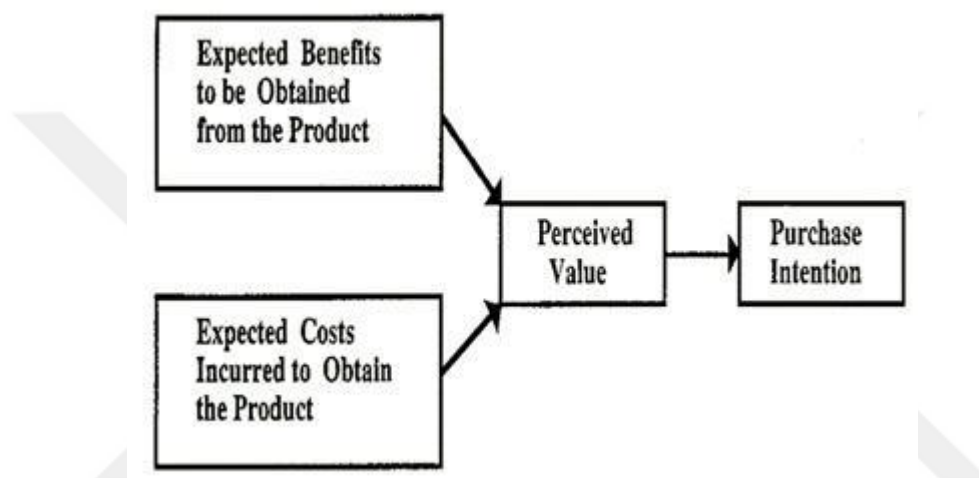 Expected Benefits
to be Obtained
from the Product
Perceived
Value
Purchase
Intention
Expected Costs
Incurred to Obtain
the Product